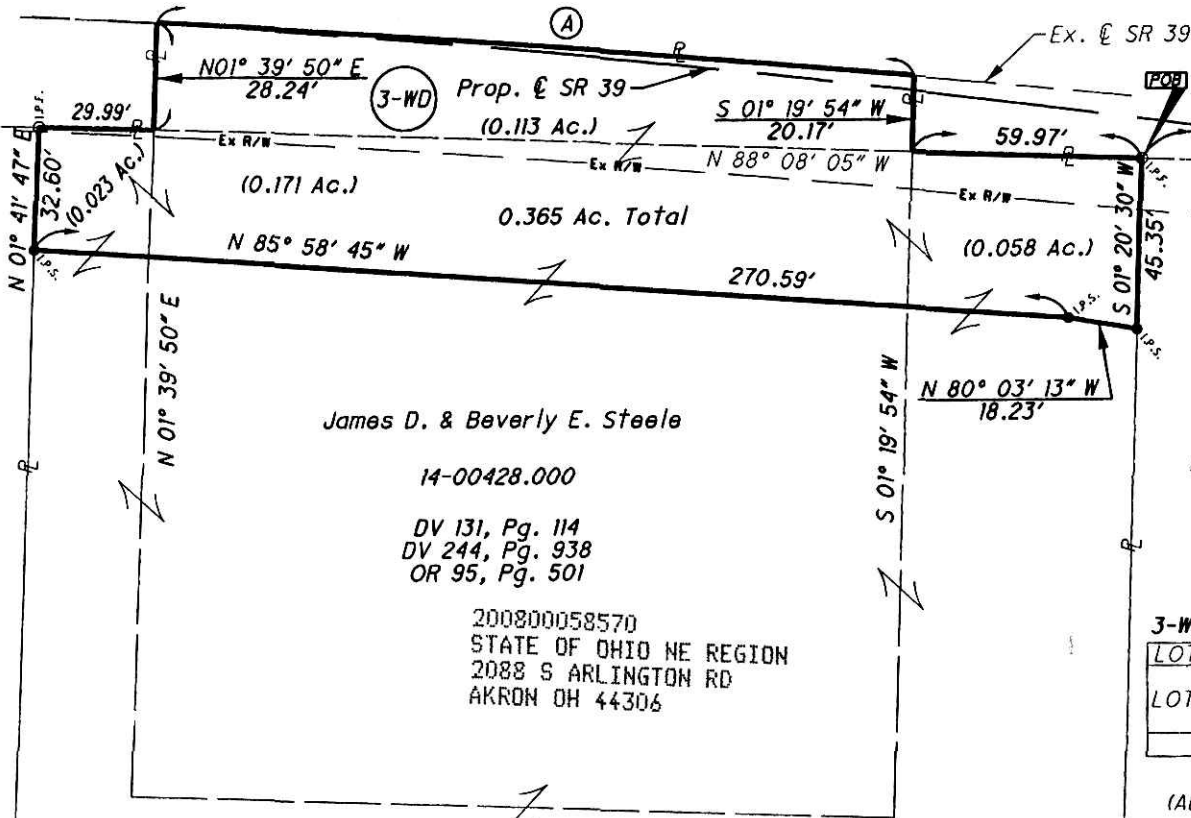 A
Ex. ℄ SR 39
POB
N01° 39' 50" E
28.24'
3-WD
Prop. ℄ SR 39
(0.113 Ac.)
S 01° 19' 54" W
20.17'
59.97'
29.99'
I.P.S.
Ex R/W
Ex R/W
N 88° 08' 05" W
Ex R/W
I.P.S.
N 01° 41' 47" E
32.60'
(0.023 Ac.)
(0.171 Ac.)
0.365 Ac. Total
(0.058 Ac.)
S 01° 20' 30" W
45.35'
I.P.S.
N 85° 58' 45" W
270.59'
I.P.S.
I.P.S.
N 80° 03' 13" W
18.23'
N 01° 39' 50" E
S 01° 19' 54" W
James D. & Beverly E. Steele
14-00428.000
DV 131, Pg. 114
DV 244, Pg. 938
OR 95, Pg. 501
200800058570
STATE OF OHIO NE REGION
2088 S ARLINGTON RD
AKRON OH 44306
3-W
LOT
LOT